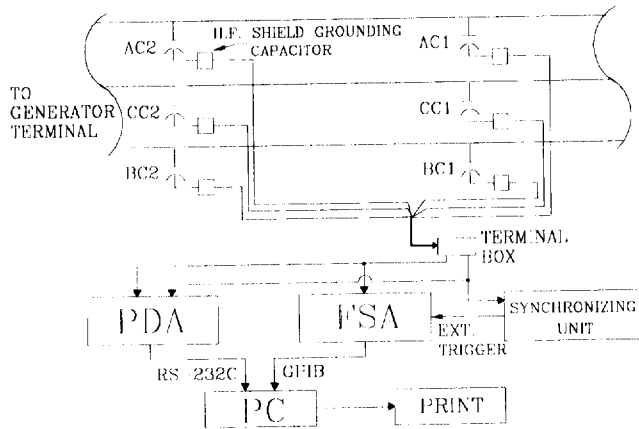 H.F. SHIELD GROUNDING
CAPACITOR
AC2
AC1
TO
GENERATOR
TERMINAL
CC2
CC1
BC2
BC1
TERMINAL
BOX
PDA
FSA
EXT.
TRIGGER
SYNCHRONIZING
UNIT
RS-232C
GPIB
PC
PRINT